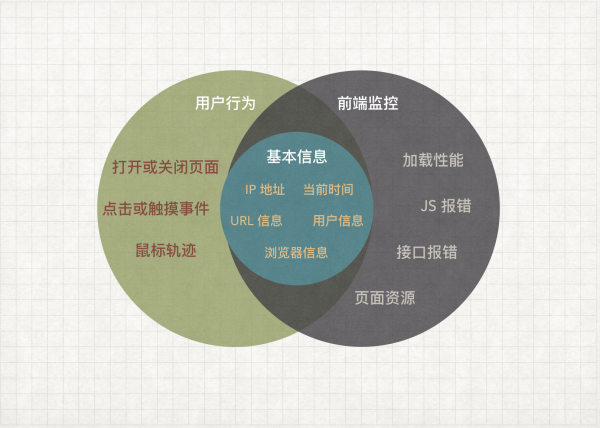 用户行为
前端监控
打开或关闭页面
点击或触摸事件
鼠标轨迹
基本信息
IP 地址 当前时间
URL 信息 用户信息
浏览器信息
加载性能
JS 报错
接口报错
页面资源